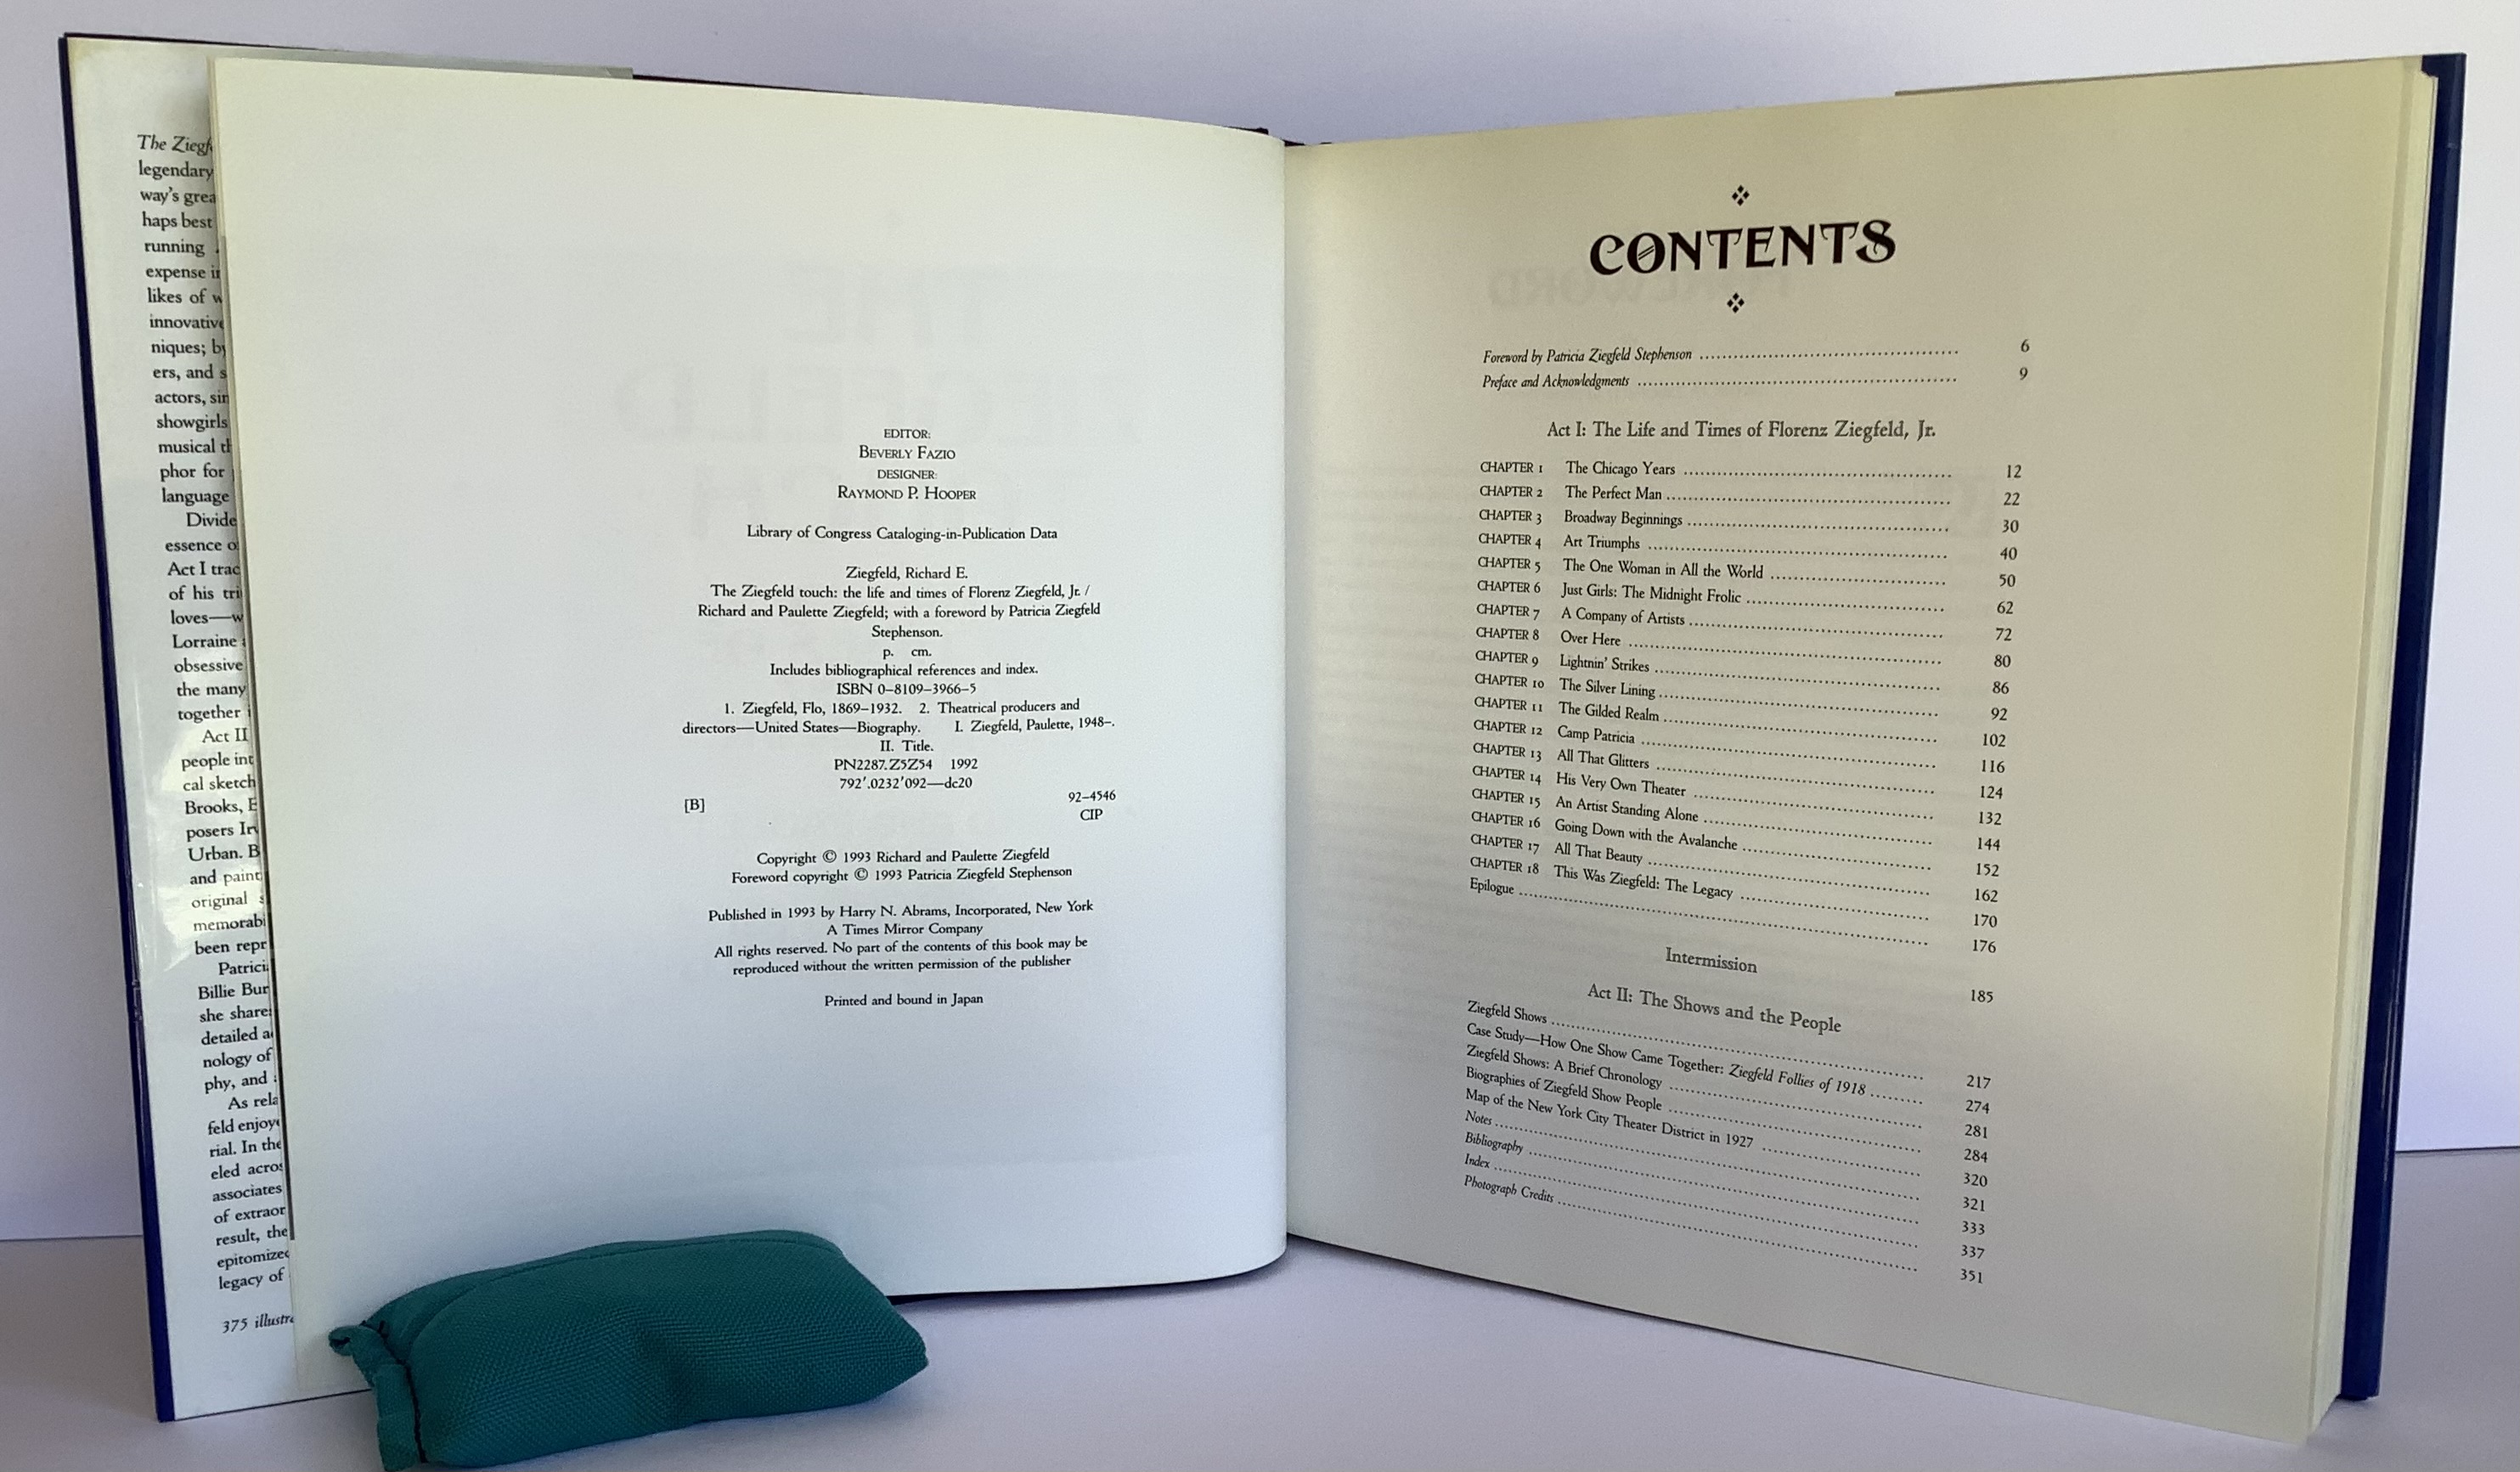 The Ziegf
legendary
way's grea
haps best
running
expense i
likes of w
innovative
niques; by
ers, and s
actors, sin
showgirls
musical th
phor for
language
Divide
essence o
Act I trac
of his tri
loves—w
Lorraine
obsessive
the many
together
Act II
people int
cal sketch
Brooks, E
posers Irv
Urban. B
and paint
original s
memorabi
been repr
Patrici
Billie Bur
she share
detailed a
nology of
phy, and
As rela
feld enjoy
rial. In the
eled acros
associates
of extraor
result, the
epitomize
legacy of
375 illustra
EDITOR:
BEVERLY FAZIO
DESIGNER:
RAYMOND P. HOOPER
Library of Congress Cataloging-in-Publication Data
Ziegfeld, Richard E.
The Ziegfeld touch: the life and times of Florenz Ziegfeld, Jr. /
Richard and Paulette Ziegfeld; with a foreword by Patricia Ziegfeld
Stephenson.
p. cm.
Includes bibliographical references and index.
ISBN 0–8109–3966–5
1. Ziegfeld, Flo, 1869–1932. 2. Theatrical producers and
directors—United States—Biography. I. Ziegfeld, Paulette, 1948–.
II. Title.
PN2287.Z5Z54 1992
792′.0232′092—dc20
[B] 92–4546
CIP
Copyright © 1993 Richard and Paulette Ziegfeld
Foreword copyright © 1993 Patricia Ziegfeld Stephenson
Published in 1993 by Harry N. Abrams, Incorporated, New York
A Times Mirror Company
All rights reserved. No part of the contents of this book may be
reproduced without the written permission of the publisher
Printed and bound in Japan
CONTENTS
Foreword by Patricia Ziegfeld Stephenson 6
Preface and Acknowledgments 9
Act I: The Life and Times of Florenz Ziegfeld, Jr.
CHAPTER 1 The Chicago Years 12
CHAPTER 2 The Perfect Man 22
CHAPTER 3 Broadway Beginnings 30
CHAPTER 4 Art Triumphs 40
CHAPTER 5 The One Woman in All the World 50
CHAPTER 6 Just Girls: The Midnight Frolic 62
CHAPTER 7 A Company of Artists 72
CHAPTER 8 Over Here 80
CHAPTER 9 Lightnin' Strikes 86
CHAPTER 10 The Silver Lining 92
CHAPTER 11 The Gilded Realm 102
CHAPTER 12 Camp Patricia 116
CHAPTER 13 All That Glitters 124
CHAPTER 14 His Very Own Theater 132
CHAPTER 15 An Artist Standing Alone 144
CHAPTER 16 Going Down with the Avalanche 152
CHAPTER 17 All That Beauty 162
CHAPTER 18 This Was Ziegfeld: The Legacy 170
Epilogue 176
Intermission
185
Act II: The Shows and the People
Ziegfeld Shows 217
Case Study—How One Show Came Together: Ziegfeld Follies of 1918 274
Ziegfeld Shows: A Brief Chronology 281
Biographies of Ziegfeld Show People 284
Map of the New York City Theater District in 1927 320
Notes 321
Bibliography 333
Index 337
Photograph Credits 351